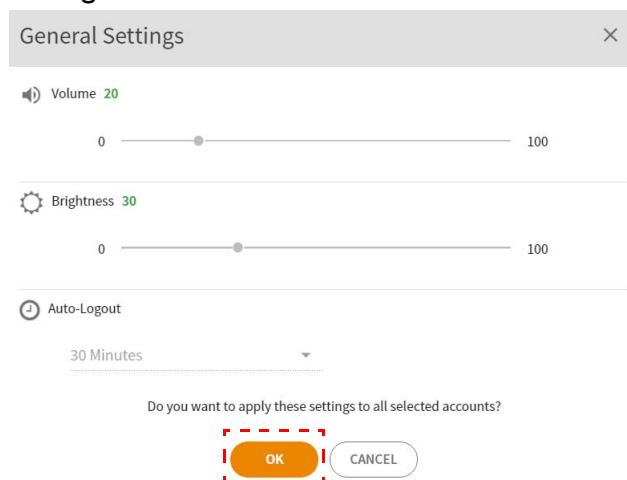 General Settings
Volume 20
0 100
Brightness 30
0 100
Auto-Logout
30 Minutes
Do you want to apply these settings to all selected accounts?
OK CANCEL